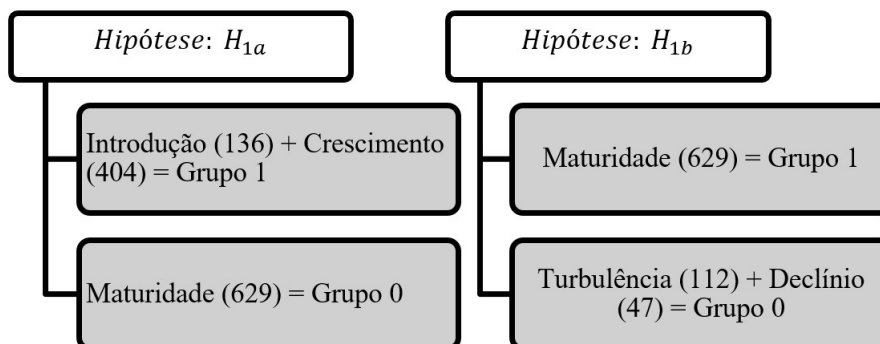 Hipótese: H1a
Introdução (136) + Crescimento
(404) = Grupo 1
Maturidade (629) = Grupo 0
Hipótese: H1b
Maturidade (629) = Grupo 1
Turbulência (112) + Declínio
(47) = Grupo 0